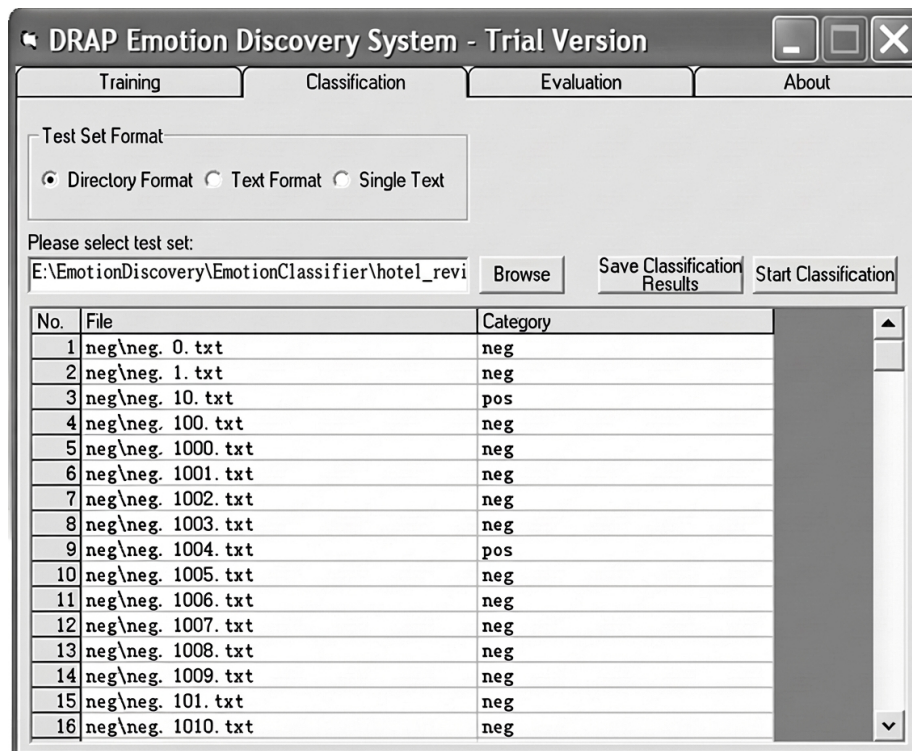 DRAP Emotion Discovery System - Trial Version
Training Classification Evaluation About
Test Set Format
Directory Format Text Format Single Text
Please select test set:
E:\EmotionDiscovery\EmotionClassifier\hotel_revi Browse Save Classification Results Start Classification
No. File Category
1 neg\neg. 0. txt neg
2 neg\neg. 1. txt neg
3 neg\neg. 10. txt pos
4 neg\neg. 100. txt neg
5 neg\neg. 1000. txt neg
6 neg\neg. 1001. txt neg
7 neg\neg. 1002. txt neg
8 neg\neg. 1003. txt neg
9 neg\neg. 1004. txt pos
10 neg\neg. 1005. txt neg
11 neg\neg. 1006. txt neg
12 neg\neg. 1007. txt neg
13 neg\neg. 1008. txt neg
14 neg\neg. 1009. txt neg
15 neg\neg. 101. txt neg
16 neg\neg. 1010. txt neg